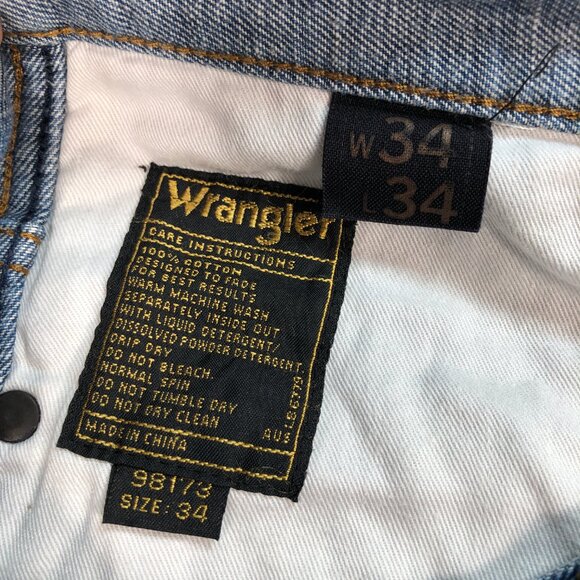 W34
L34
Wrangler
CARE INSTRUCTIONS
100% COTTON
DESIGNED TO FADE
FOR BEST RESULTS
WARM MACHINE WASH
SEPARATELY INSIDE OUT
WITH LIQUID DETERGENT/
DISSOLVED POWDER DETERGENT.
DRIP DRY
DO NOT BLEACH.
NORMAL SPIN
DO NOT TUMBLE DRY
DO NOT DRY CLEAN
AUS
MADE IN CHINA
98173
SIZE: 34